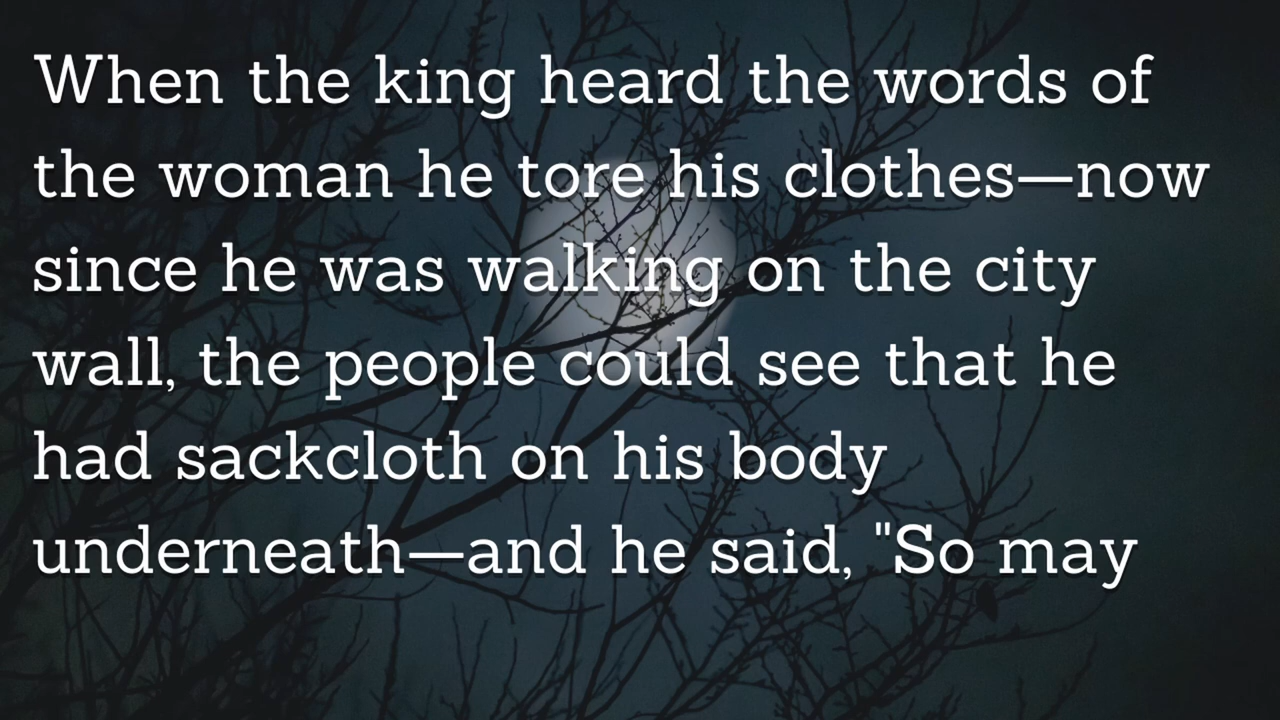 When the king heard the words of
the woman he tore his clothes—now
since he was walking on the city
wall, the people could see that he
had sackcloth on his body
underneath—and he said, "So may